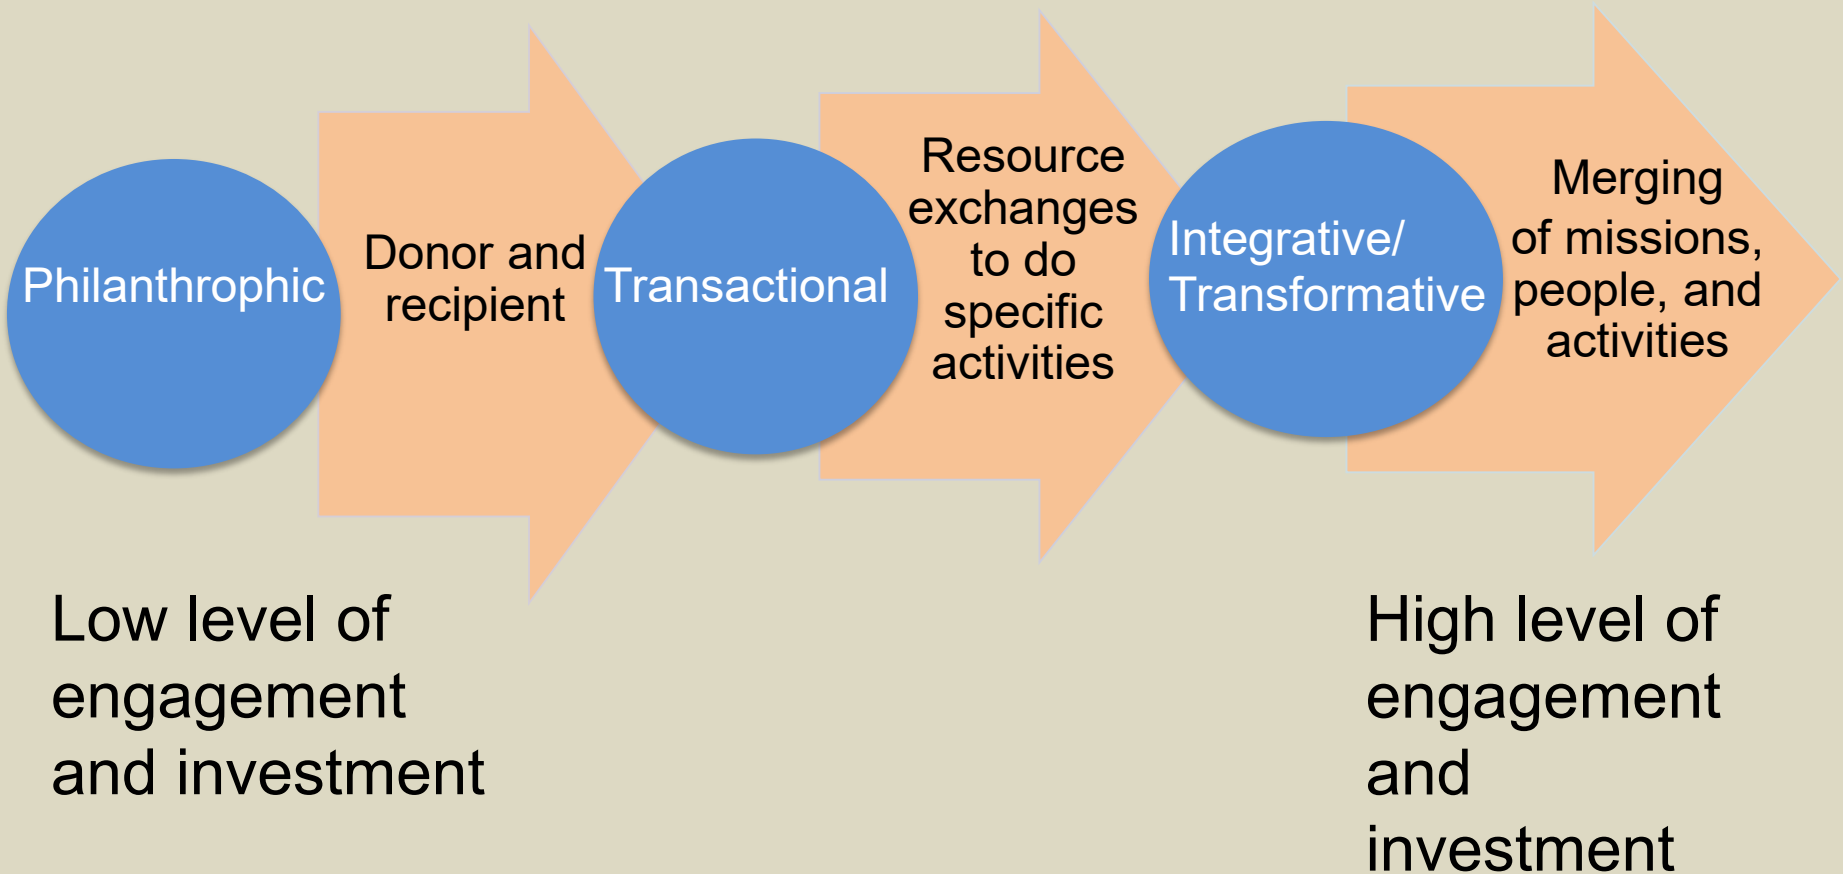 Philanthrophic
Donor and
recipient
Transactional
Resource
exchanges
to do
specific
activities
Integrative/
Transformative
Merging
of missions,
people, and
activities
Low level of
engagement
and investment
High level of
engagement
and
investment